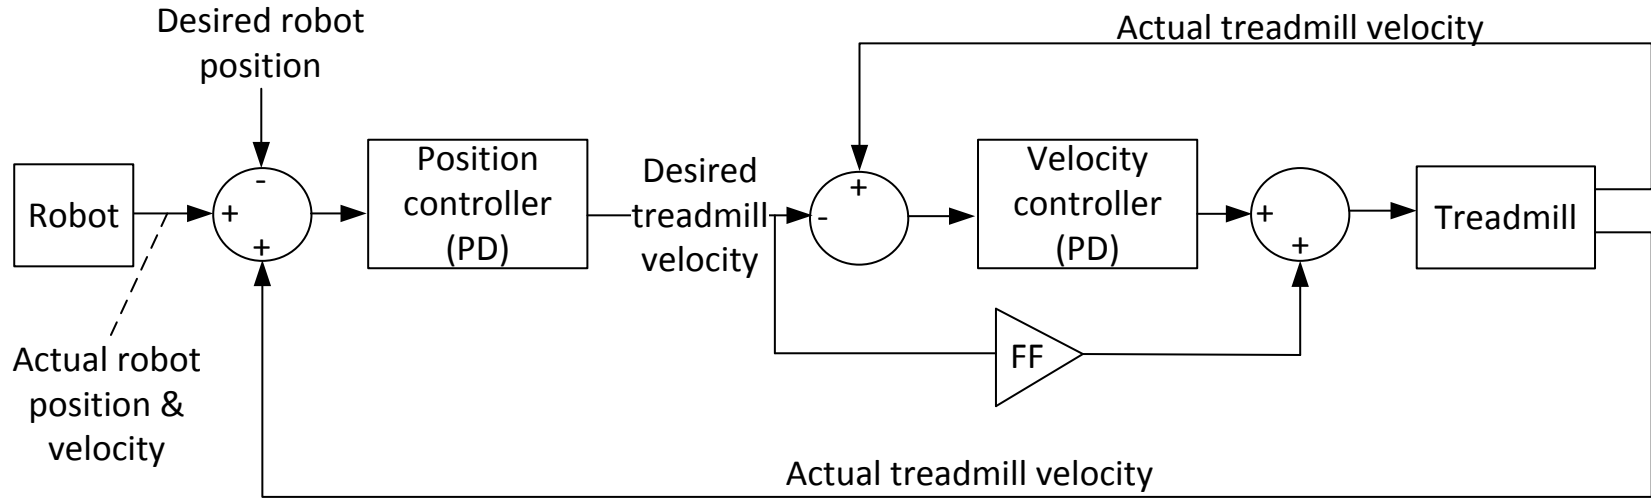 Desired robot
position
Actual treadmill velocity
Robot
-
+
+
Position
controller
(PD)
Desired
treadmill
velocity
+
-
Velocity
controller
(PD)
+
+
Treadmill
FF
Actual robot
position &
velocity
Actual treadmill velocity